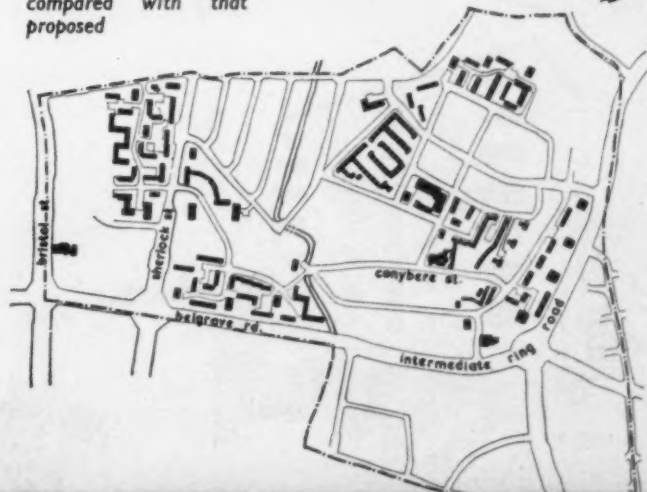 compared with that
proposed
bristol st.
sherlock st
conybere st.
belgrave rd.
intermediate ring road